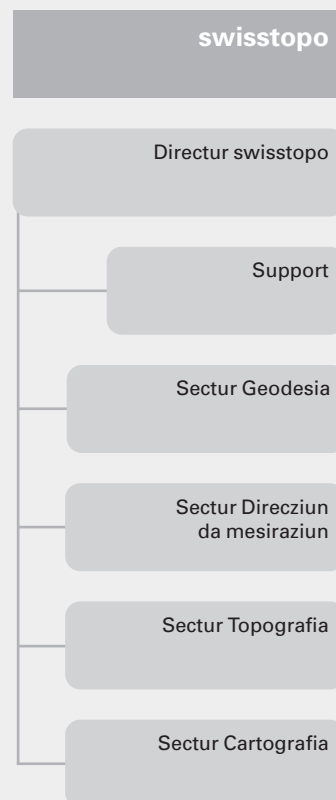 swisstopo
Directur swisstopo
Support
Sectur Geodesia
Sectur Direcziun
da mesiraziun
Sectur Topografia
Sectur Cartografia